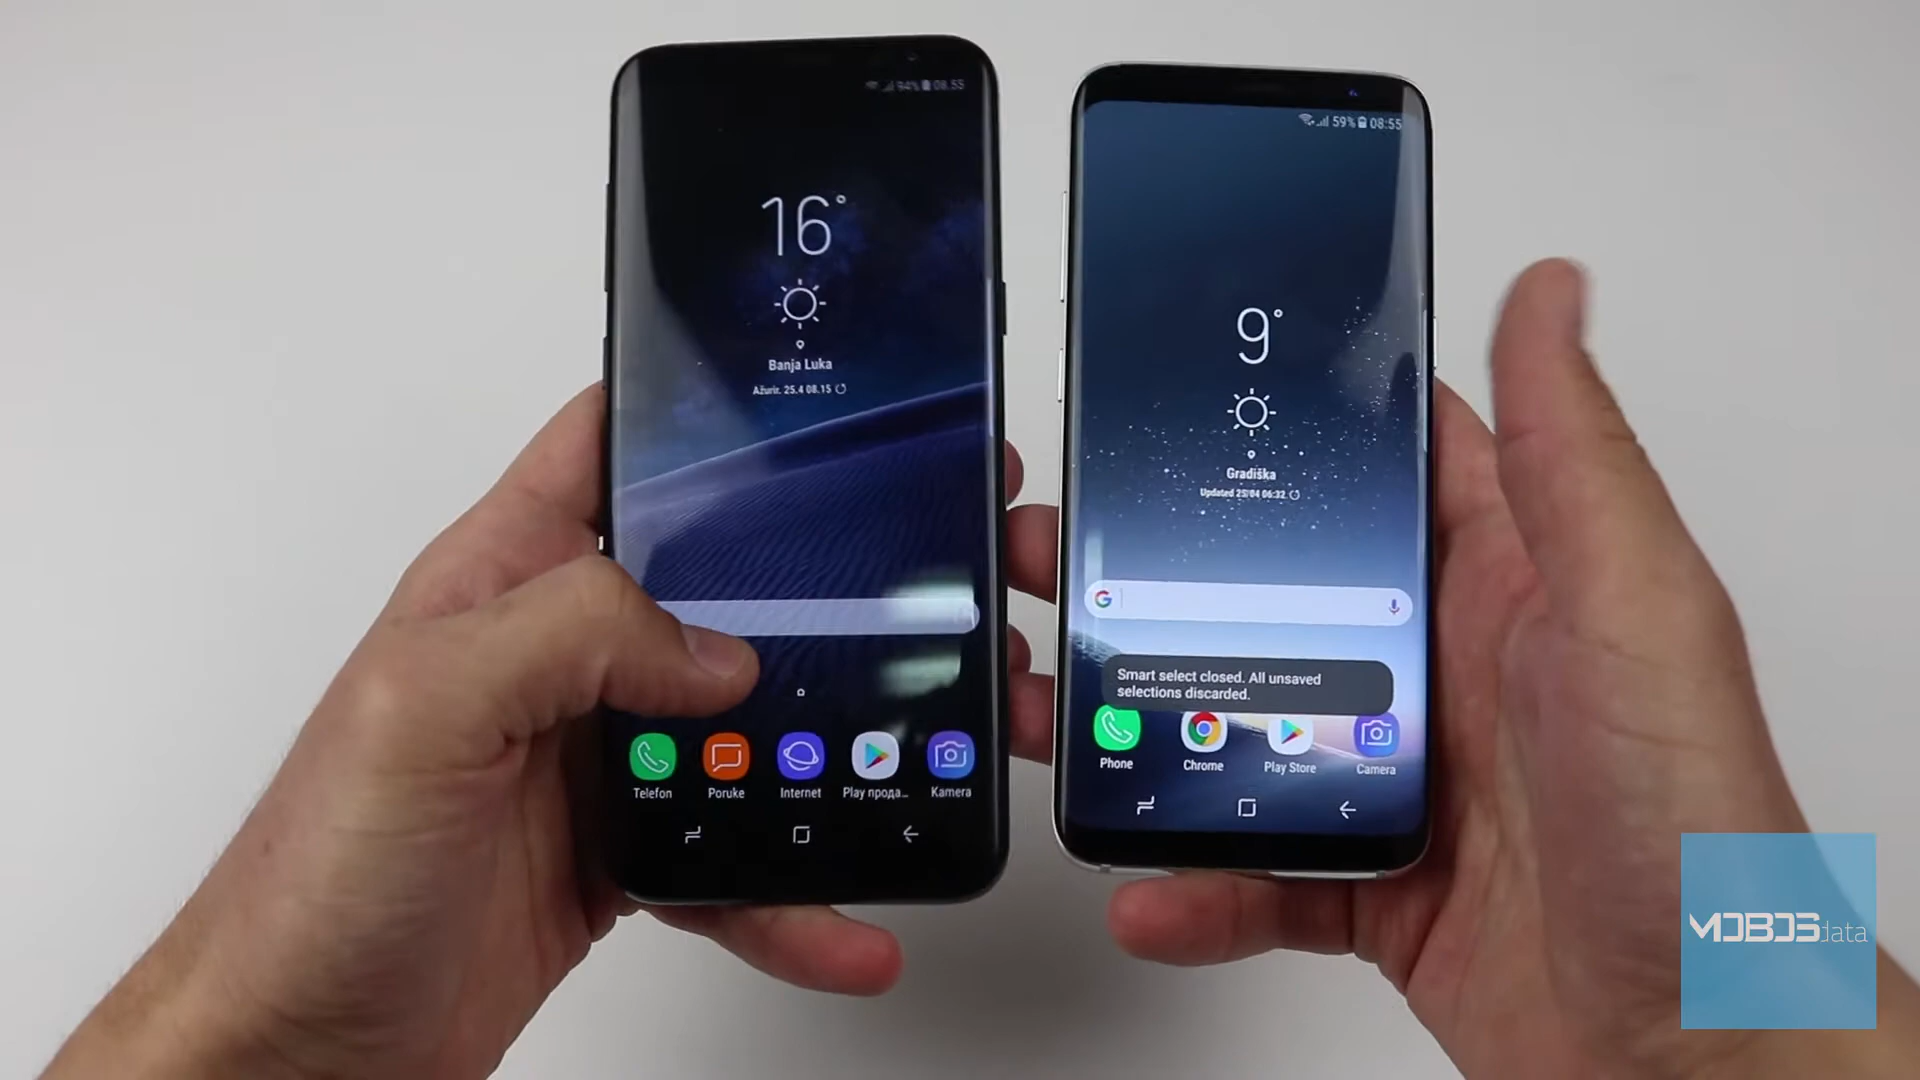 94% 08.55
16°
Banja Luka
Ažurir. 25.4 08.15
Telefon
Poruke
Internet
Play прода...
Kamera
59% 08:55
9°
Gradiška
Updated 25/04 06:32
G
Smart select closed. All unsaved
selections discarded.
Phone
Chrome
Play Store
Camera
MOBOSdata